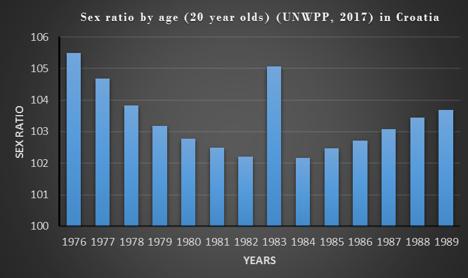 Sex ratio by age (20 year olds) (UNWPP, 2017) in Croatia
106
105
104
103
102
101
100
SEX RATIO
1976 1977 1978 1979 1980 1981 1982 1983 1984 1985 1986 1987 1988 1989
YEARS